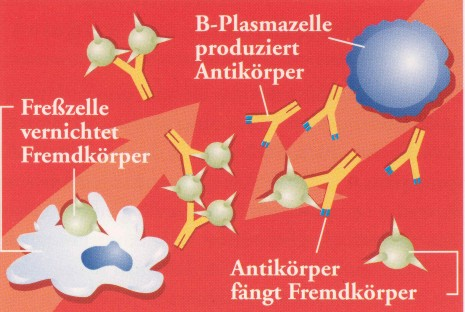 B-Plasmazelle
produziert
Antikörper
Freßzelle
vernichtet
Fremdkörper
Antikörper
fängt Fremdkörper